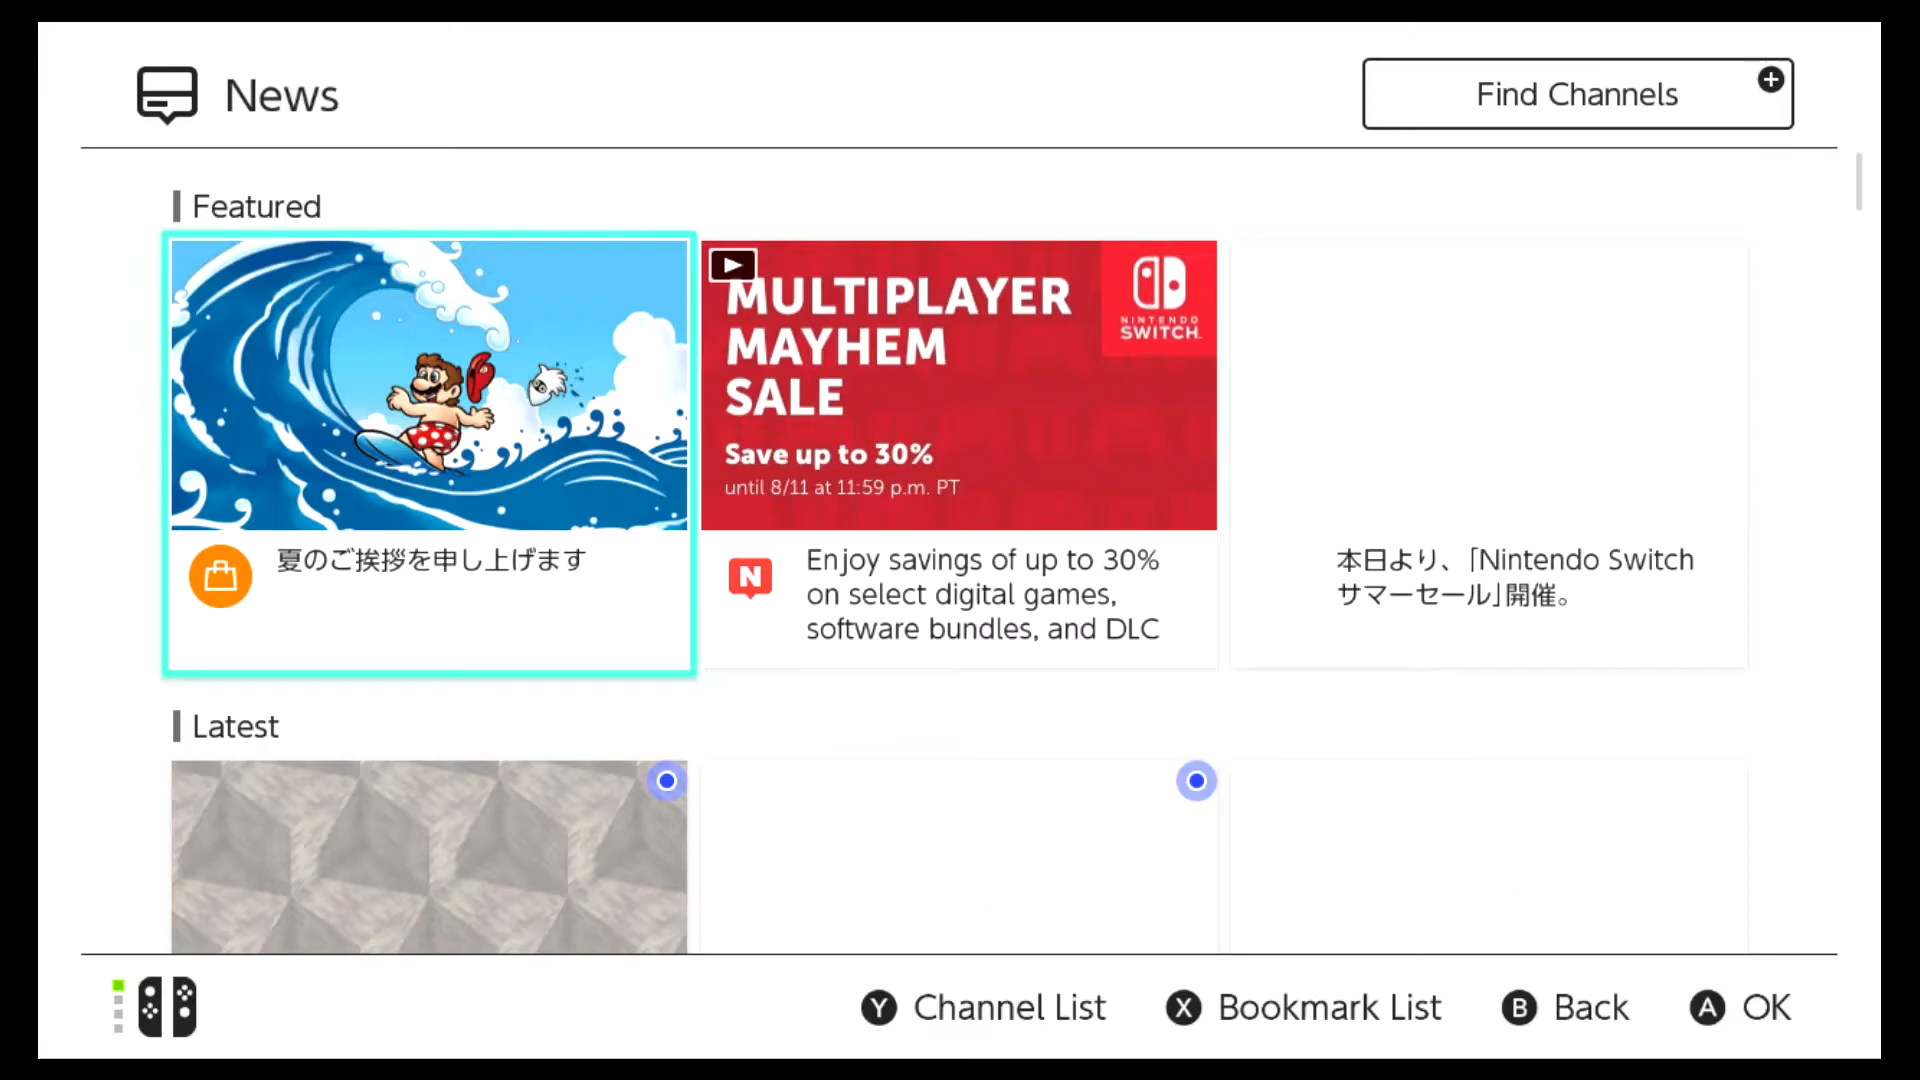 News
Find Channels
Featured
MULTIPLAYER
MAYHEM
SALE
Save up to 30%
until 8/11 at 11:59 p.m. PT
NINTENDO
SWITCH
夏のご挨拶を申し上げます
N
Enjoy savings of up to 30%
on select digital games,
software bundles, and DLC
本日より、「Nintendo Switch
サマーセール」開催。
Latest
Y Channel List
X Bookmark List
B Back
A OK